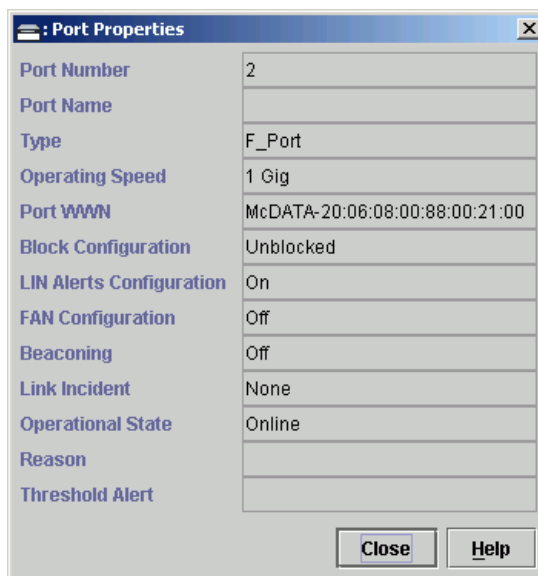 : Port Properties
Port Number 2
Port Name
Type F_Port
Operating Speed 1 Gig
Port WWN McDATA-20:06:08:00:88:00:21:00
Block Configuration Unblocked
LIN Alerts Configuration On
FAN Configuration Off
Beaconing Off
Link Incident None
Operational State Online
Reason
Threshold Alert
Close Help